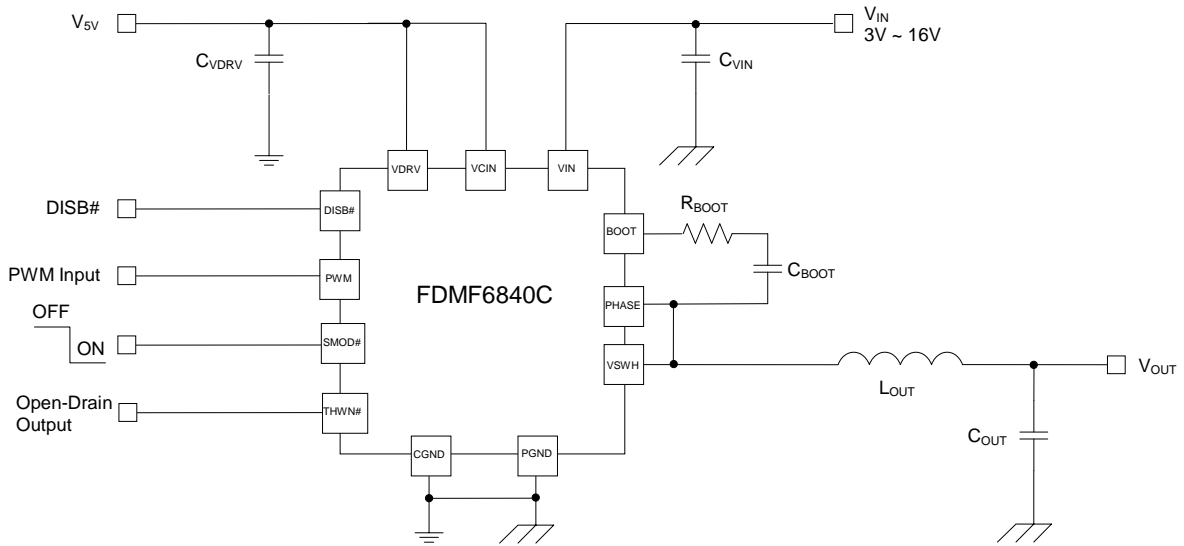 V5V
CVDRV
CVIN
VIN
3V ~ 16V
VDRV
VCIN
VIN
DISB#
DISB#
BOOT
RBOOT
CBOOT
PWM Input
PWM
FDMF6840C
PHASE
OFF
ON
SMOD#
VSWH
LOUT
VOUT
Open-Drain
Output
THWN#
COUT
CGND
PGND